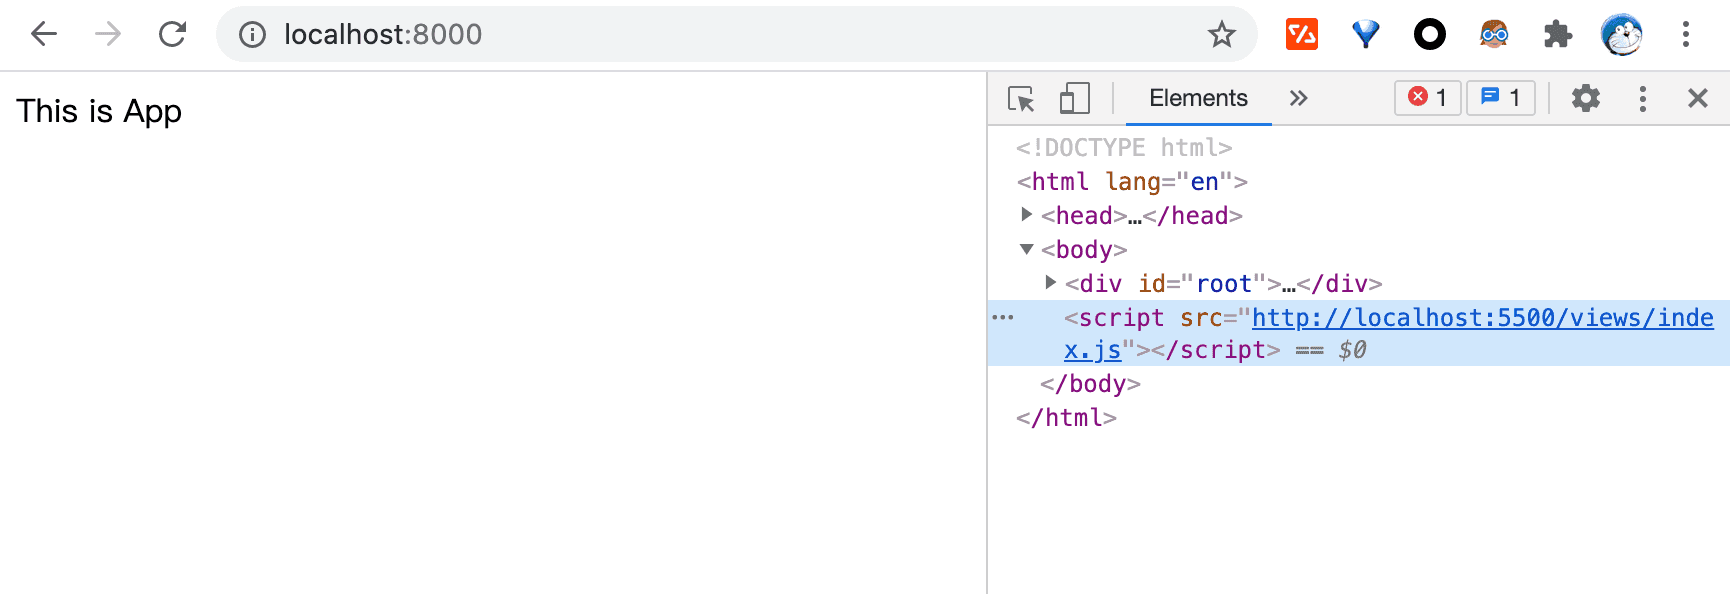 localhost:8000
This is App
Elements
1
1
<!DOCTYPE html>
<html lang="en">
<head>…</head>
<body>
<div id="root">…</div>
<script src="http://localhost:5500/views/inde
x.js"></script> == $0
</body>
</html>